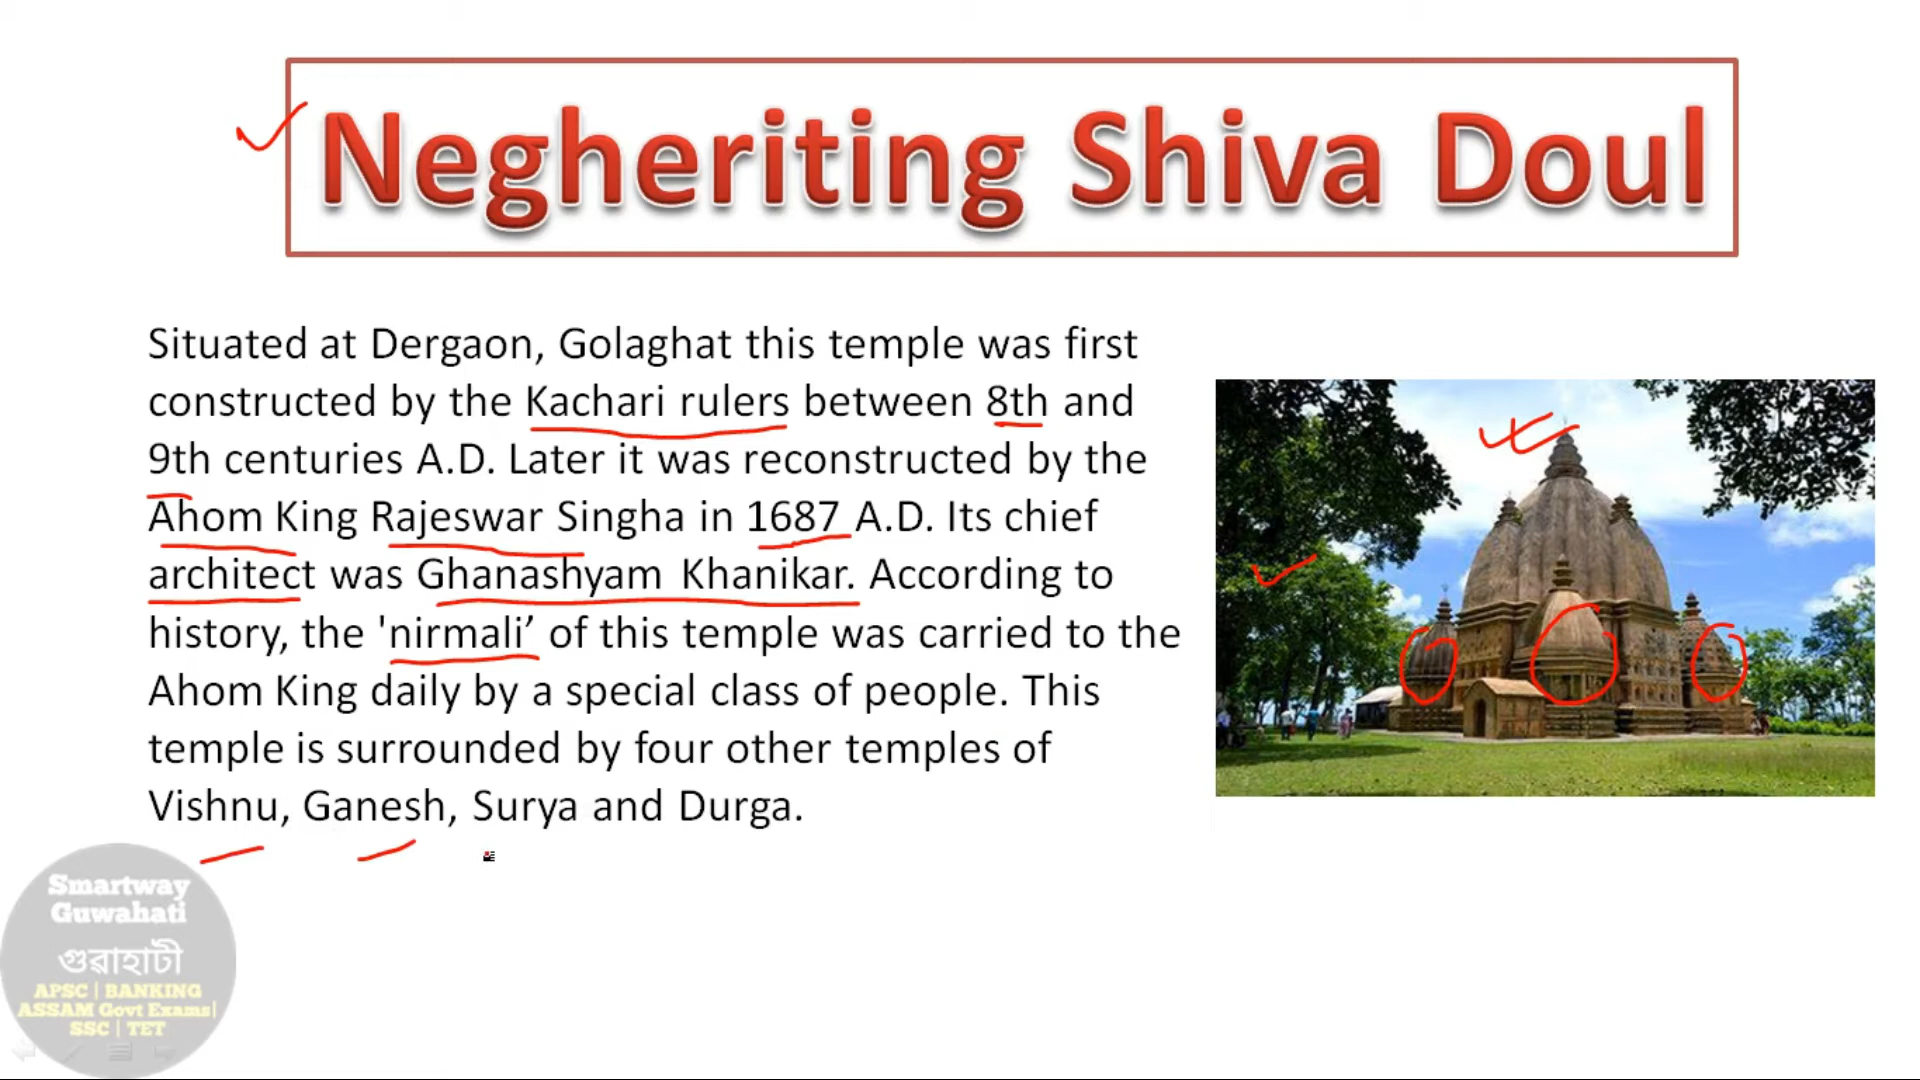 Negheriting Shiva Doul
Situated at Dergaon, Golaghat this temple was first
constructed by the Kachari rulers between 8th and
9th centuries A.D. Later it was reconstructed by the
Ahom King Rajeswar Singha in 1687 A.D. Its chief
architect was Ghanashyam Khanikar. According to
history, the 'nirmali’ of this temple was carried to the
Ahom King daily by a special class of people. This
temple is surrounded by four other temples of
Vishnu, Ganesh, Surya and Durga.
Smartway
Guwahati
গুৱাহাটী
APSC | BANKING
ASSAM Govt Exams|
SSC | TET